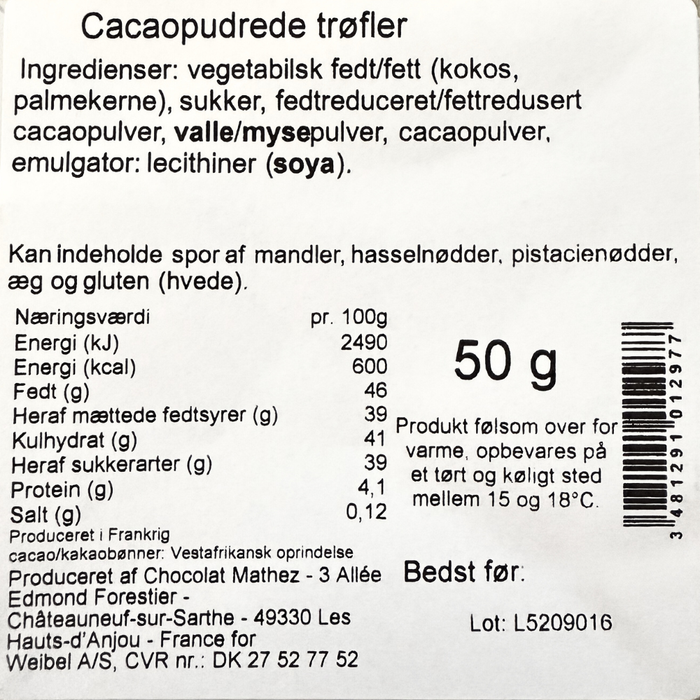 Cacaopudrede trøfler
Ingredienser: vegetabilsk fedt/fett (kokos,
palmekerne), sukker, fedtreduceret/fettredusert
cacaopulver, valle/mysepulver, cacaopulver,
emulgator: lecithiner (soya).
Kan indeholde spor af mandler, hasselnødder, pistacienødder,
æg og gluten (hvede).
Næringsværdi pr. 100g
Energi (kJ) 2490
Energi (kcal) 600
Fedt (g) 46
Heraf mættede fedtsyrer (g) 39
Kulhydrat (g) 41
Heraf sukkerarter (g) 39
Protein (g) 4,1
Salt (g) 0,12
Produceret i Frankrig
cacao/kakaobønner: Vestafrikansk oprindelse
Produceret af Chocolat Mathez - 3 Allée
Edmond Forestier -
Châteauneuf-sur-Sarthe - 49330 Les
Hauts-d'Anjou - France for
Weibel A/S, CVR nr.: DK 27 52 77 52
50 g
Produkt følsom over for
varme, opbevares på
et tørt og køligt sted
mellem 15 og 18°C.
Bedst før:
Lot: L5209016
3 481291 012977